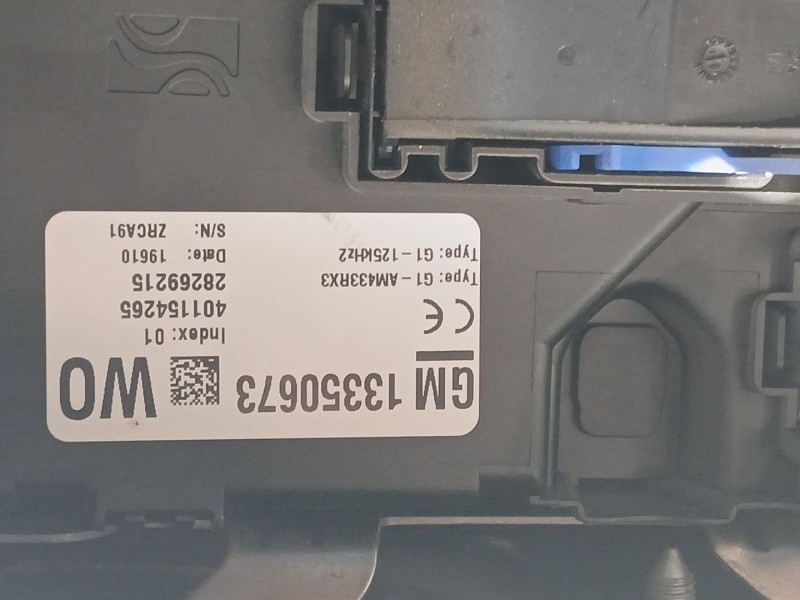 GM 13350673 WO
CE Index: 01
401154265
Type: G1-AM433RX3 28269215
Type: G1-125kHz2 Date: 19610
S/N: ZRCA91